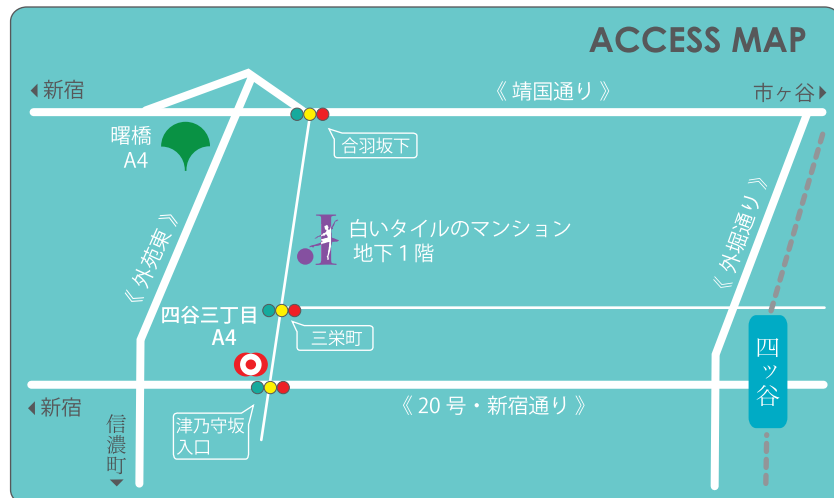 ACCESS MAP
◀新宿
《 靖国通り 》
市ヶ谷▶
曙橋
A4
合羽坂下
《 外苑東 》
白いタイルのマンション
地下1階
《 外堀通り 》
四谷三丁目
A4
三栄町
四ッ谷
◀新宿
《 20号・新宿通り 》
津乃守坂
入口
信濃町▼